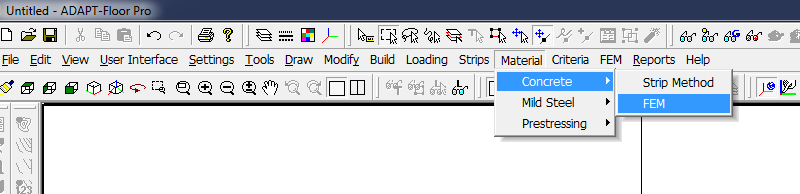 Untitled - ADAPT-Floor Pro
File Edit View User Interface Settings Tools Draw Modify Build Loading Strips Material Criteria FEM Reports Help
Concrete
Strip Method
Mild Steel
FEM
Prestressing
123